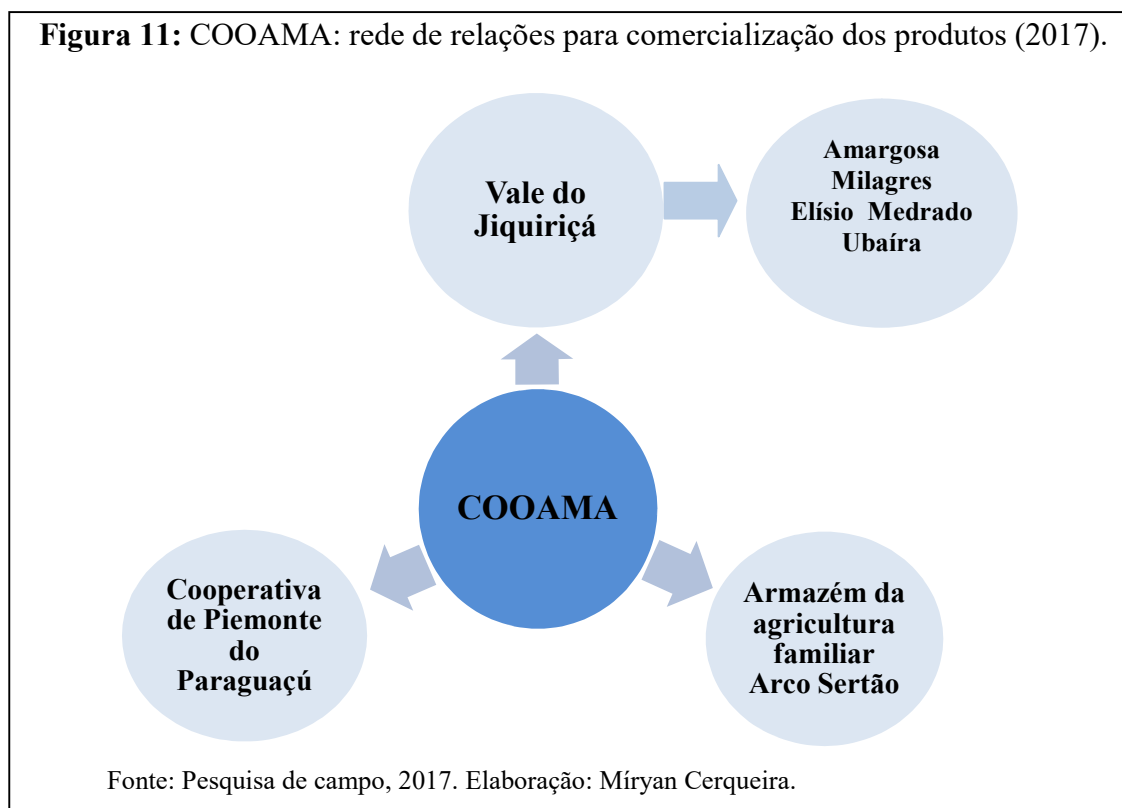 Figura 11: COOAMA: rede de relações para comercialização dos produtos (2017).
Vale do
Jiquiriçá
Amargosa
Milagres
Elísio Medrado
Ubaíra
COOAMA
Cooperativa
de Piemonte
do
Paraguaçú
Armazém da
agricultura
familiar
Arco Sertão
Fonte: Pesquisa de campo, 2017. Elaboração: Míryan Cerqueira.